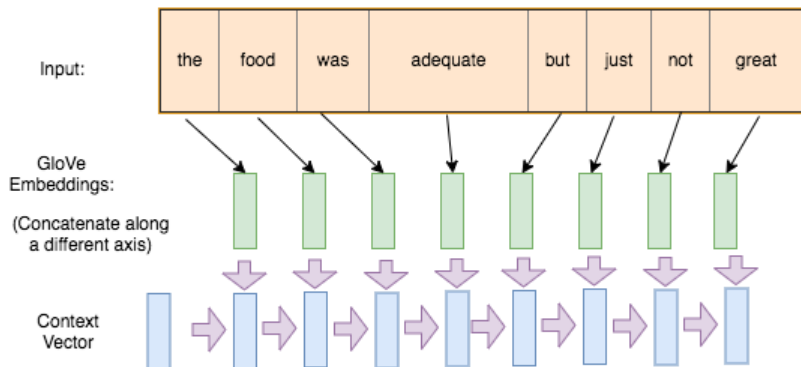 Input:
the food was adequate but just not great
GloVe
Embeddings:
(Concatenate along
a different axis)
Context
Vector